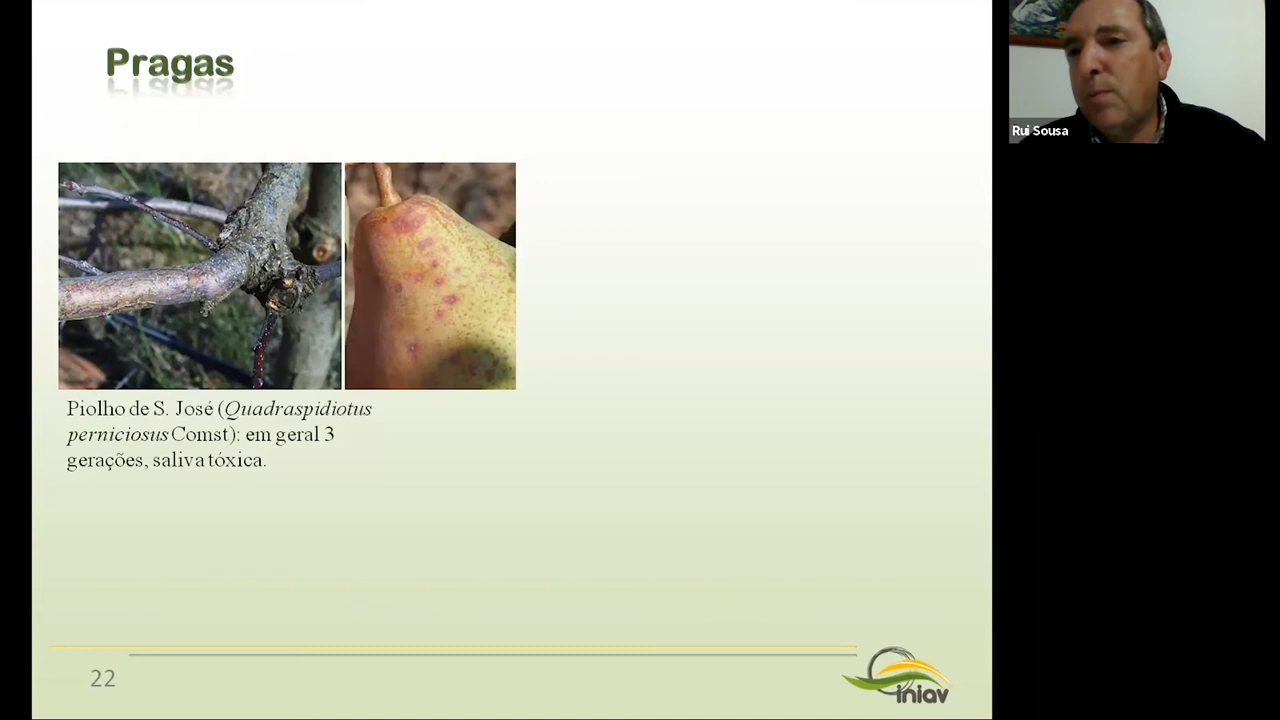 Pragas
Rui Sousa
Piolho de S. José (Quadraspidiotus
perniciosus Comst): em geral 3
gerações, saliva tóxica.
22
iniav